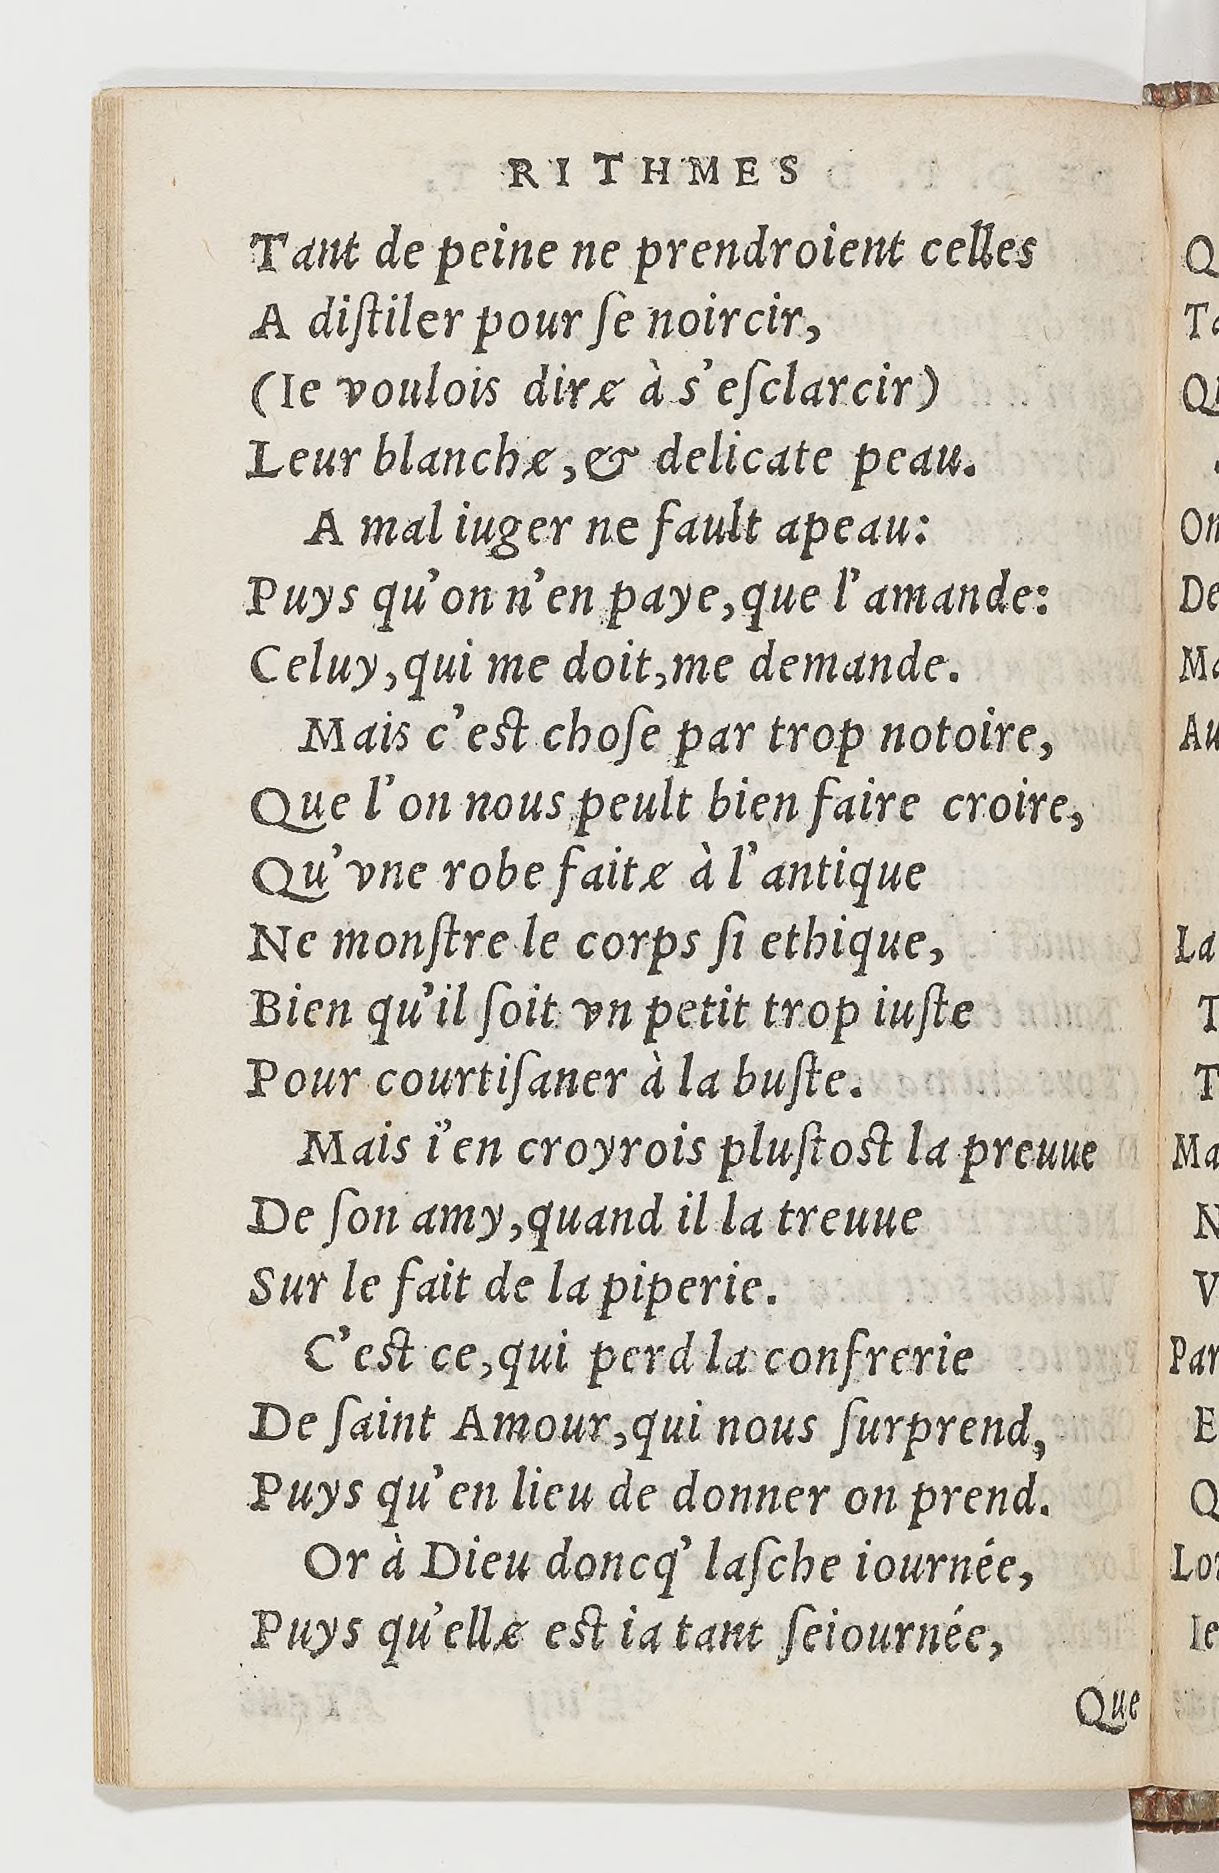 RITHMES
Tant de peine ne prendroient celles
A diſtiler pour ſe noircir,
(Ie voulois dirɇ à s'eſclarcir)
Leur blanchɇ, & delicate peau.
A mal iuger ne fault apeau:
Puys qu'on n'en paye, que l'amande:
Celuy, qui me doit, me demande.
Mais c'eſt choſe par trop notoire,
Que l'on nous peult bien faire croire,
Qu'vne robe faitɇ à l'antique
Ne monſtre le corps ſi ethique,
Bien qu'il ſoit vn petit trop iuſte
Pour courtiſaner à la buſte.
Mais i'en croyrois pluſtoſt la preuue
De ſon amy, quand il la treuue
Sur le fait de la piperie.
C'eſt ce, qui perd la confrerie
De ſaint Amour, qui nous ſurprend,
Puys qu'en lieu de donner on prend.
Or à Dieu doncq' laſche iournée,
Puys qu'ellɇ eſt ia tant ſeiournée,
Que